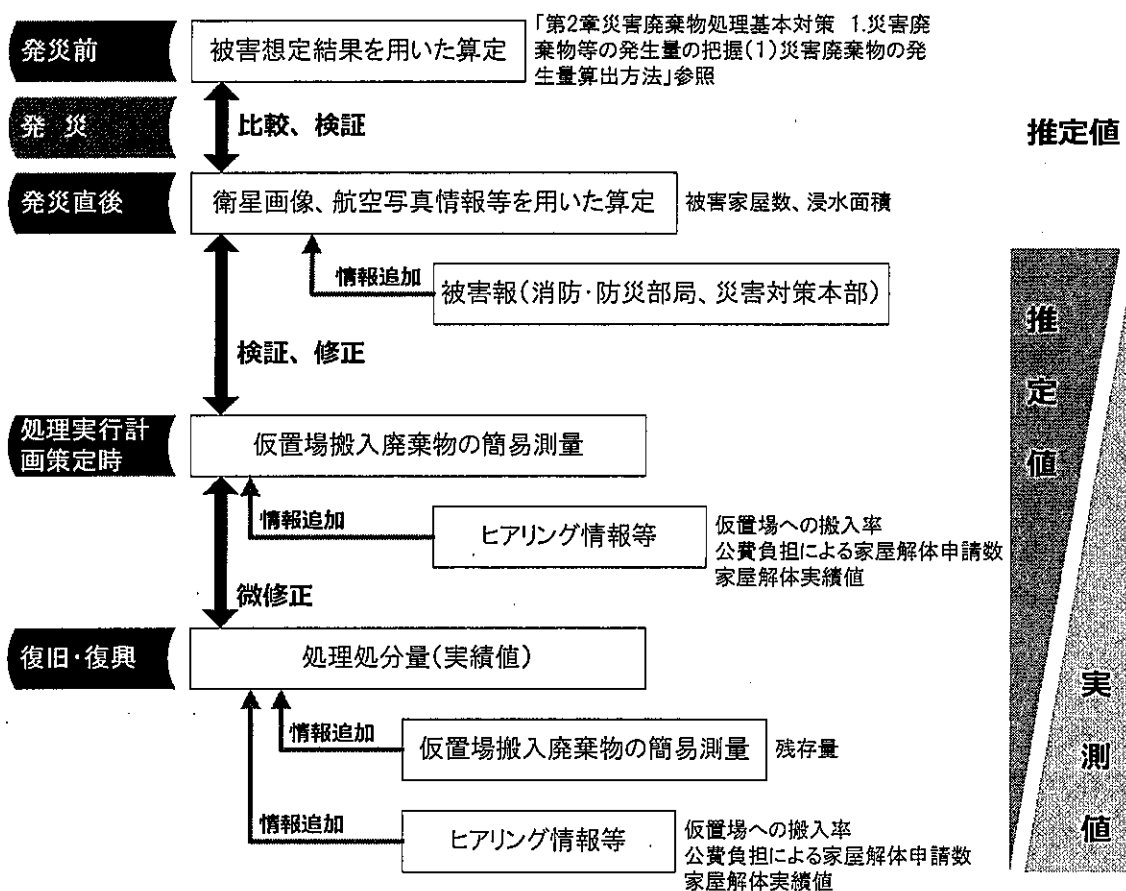 発災前
被害想定結果を用いた算定
「第2章災害廃棄物処理基本対策 1.災害廃
棄物等の発生量の把握(1)災害廃棄物の発
生量算出方法」参照
発 災
比較、検証
推定値
発災直後
衛星画像、航空写真情報等を用いた算定
被害家屋数、浸水面積
情報追加
被害報(消防・防災部局、災害対策本部)
検証、修正
処理実行計
画策定時
仮置場搬入廃棄物の簡易測量
情報追加
ヒアリング情報等
仮置場への搬入率
公費負担による家屋解体申請数
家屋解体実績値
微修正
復旧・復興
処理処分量(実績値)
情報追加
仮置場搬入廃棄物の簡易測量
残存量
情報追加
ヒアリング情報等
仮置場への搬入率
公費負担による家屋解体申請数
家屋解体実績値
推定値
実測値